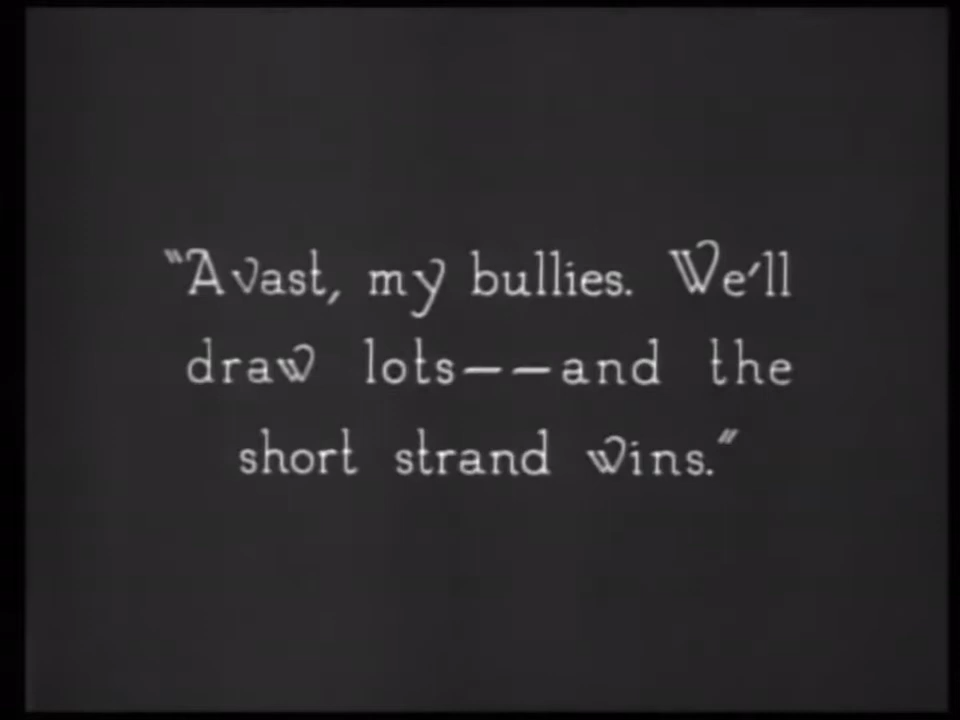 "Avast, my bullies. We'll
draw lots--and the
short strand wins."